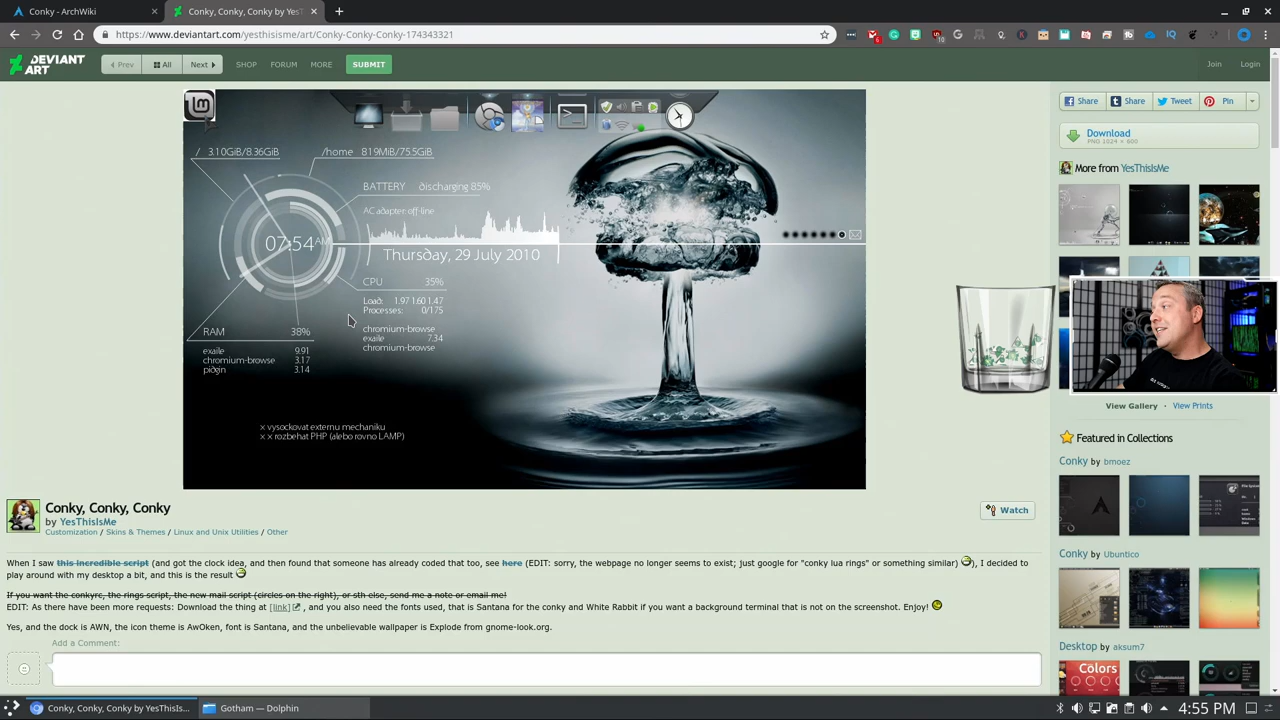 Conky - ArchWiki
Conky, Conky, Conky by YesT
https://www.deviantart.com/yesthisisme/art/Conky-Conky-Conky-174343321
DEVIANT ART
Prev
All
Next
SHOP
FORUM
MORE
SUBMIT
Join
Login
/ 3.10GiB/8.36GiB
/home 819MiB/75.5GiB
BATTERY discharging 85%
AC adapter off-line
07:54 AM
Thursday, 29 July 2010
CPU 35%
Load: 1.97 1.60 1.47
Processes: 0/175
chromium-browse
exaile 7.34
chromium-browse
RAM 38%
exaile 9.91
chromium-browse 3.17
pidgin 3.14
x vysockovat externu mechaniku
x x rozbehat PHP (alebo rovno LAMP)
Share
Share
Tweet
Pin
Download
PNG 1024 × 600
More from YesThisIsMe
View Gallery · View Prints
Featured in Collections
Conky by bmoez
Conky by Ubuntico
Desktop by aksum7
Colors
Conky, Conky, Conky
by YesThisIsMe
Customization / Skins & Themes / Linux and Unix Utilities / Other
Watch
When I saw this incredible script (and got the clock idea, and then found that someone has already coded that too, see here (EDIT: sorry, the webpage no longer seems to exist; just google for "conky lua rings" or something similar) ), I decided to
play around with my desktop a bit, and this is the result
If you want the conkyrc, the rings script, the new mail script (circles on the right), or sth else, send me a note or email me!
EDIT: As there have been more requests: Download the thing at [link] , and you also need the fonts used, that is Santana for the conky and White Rabbit if you want a background terminal that is not on the screenshot. Enjoy!
Yes, and the dock is AWN, the icon theme is AwOken, font is Santana, and the unbelievable wallpaper is Explode from gnome-look.org.
Add a Comment:
Conky, Conky, Conky by YesThisIs...
Gotham — Dolphin
4:55 PM